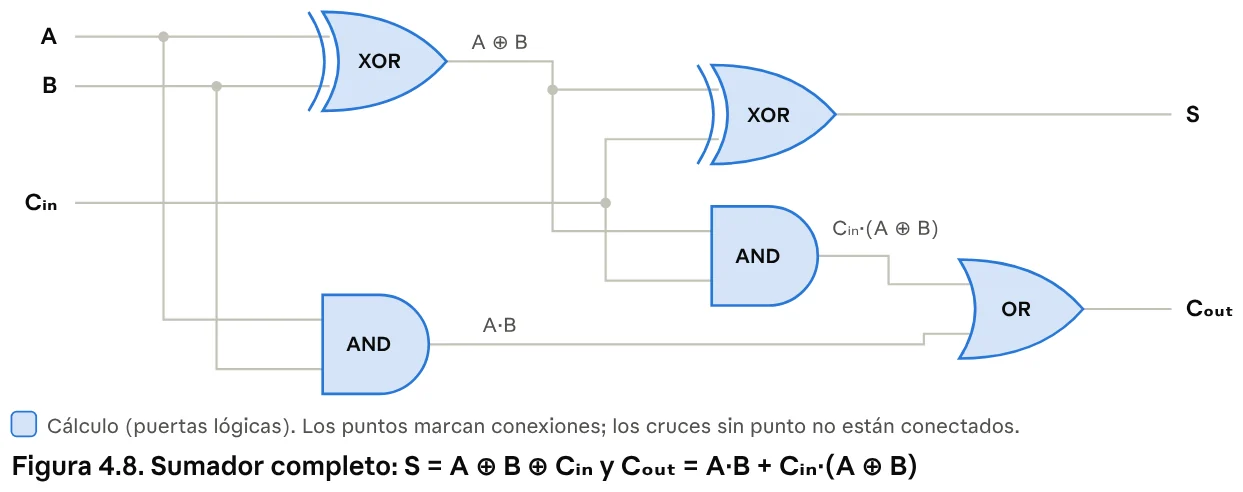 A
XOR
A ⊕ B
B
XOR
S
Cᵢₙ
AND
Cᵢₙ·(A ⊕ B)
OR
Cₒᵤₜ
AND
A·B
Cálculo (puertas lógicas). Los puntos marcan conexiones; los cruces sin punto no están conectados.
Figura 4.8. Sumador completo: S = A ⊕ B ⊕ Cᵢₙ y Cₒᵤₜ = A·B + Cᵢₙ·(A ⊕ B)